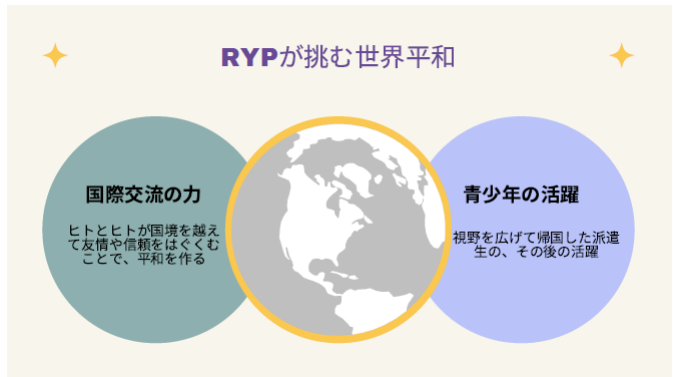 RYPが挑む世界平和
国際交流の力
ヒトとヒトが国境を越え
て友情や信頼をはぐくむ
ことで、平和を作る
青少年の活躍
視野を広げて帰国した派遣
生の、その後の活躍